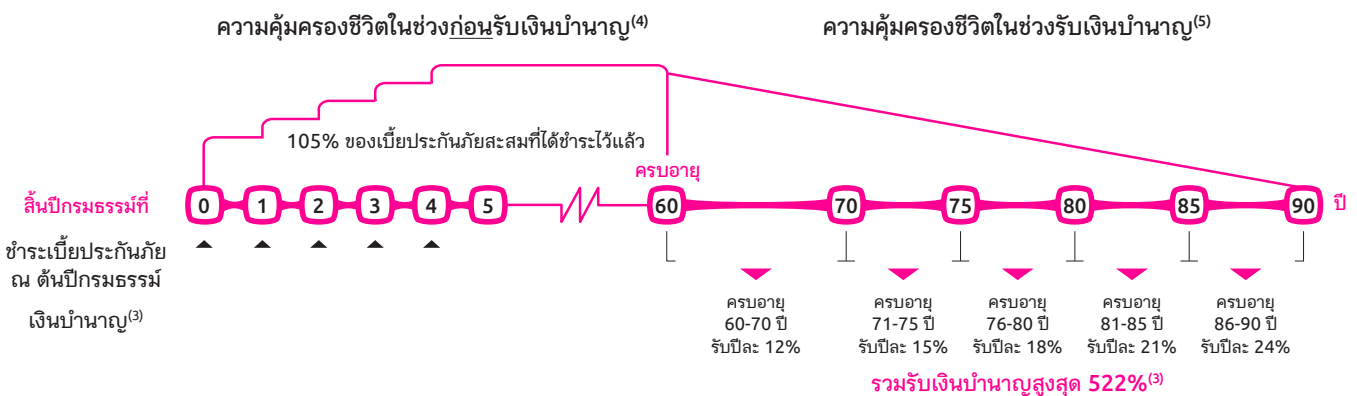 ความคุ้มครองชีวิตในช่วงก่อนรับเงินบำนาญ(4)
ความคุ้มครองชีวิตในช่วงรับเงินบำนาญ(5)
105% ของเบี้ยประกันภัยสะสมที่ได้ชำระไว้แล้ว
ครบอายุ
สิ้นปีกรมธรรม์ที่ 0 1 2 3 4 5 60 70 75 80 85 90 ปี
ชำระเบี้ยประกันภัย
ณ ต้นปีกรมธรรม์
เงินบำนาญ(3)
ครบอายุ
60-70 ปี
รับปีละ 12%
ครบอายุ
71-75 ปี
รับปีละ 15%
ครบอายุ
76-80 ปี
รับปีละ 18%
ครบอายุ
81-85 ปี
รับปีละ 21%
ครบอายุ
86-90 ปี
รับปีละ 24%
รวมรับเงินบำนาญสูงสุด 522%(3)